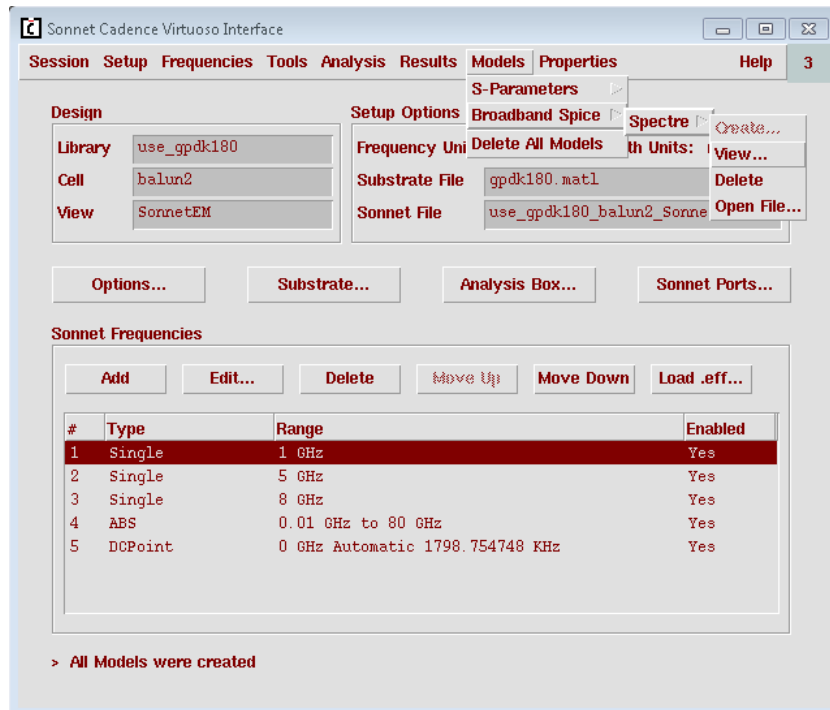 Sonnet Cadence Virtuoso Interface
Session Setup Frequencies Tools Analysis Results Models Properties Help 3
S-Parameters
Broadband Spice
Delete All Models
Spectre
Create...
View...
Delete
Open File...
Design
Library use_gpdk180
Cell balun2
View SonnetEM
Setup Options
Frequency Uni th Units:
Substrate File gpdk180.matl
Sonnet File use_gpdk180_balun2_Sonne
Options... Substrate... Analysis Box... Sonnet Ports...
Sonnet Frequencies
Add Edit... Delete Move Up Move Down Load .eff...
# Type Range Enabled
1 Single 1 GHz Yes
2 Single 5 GHz Yes
3 Single 8 GHz Yes
4 ABS 0.01 GHz to 80 GHz Yes
5 DCPoint 0 GHz Automatic 1798.754748 KHz Yes
> All Models were created